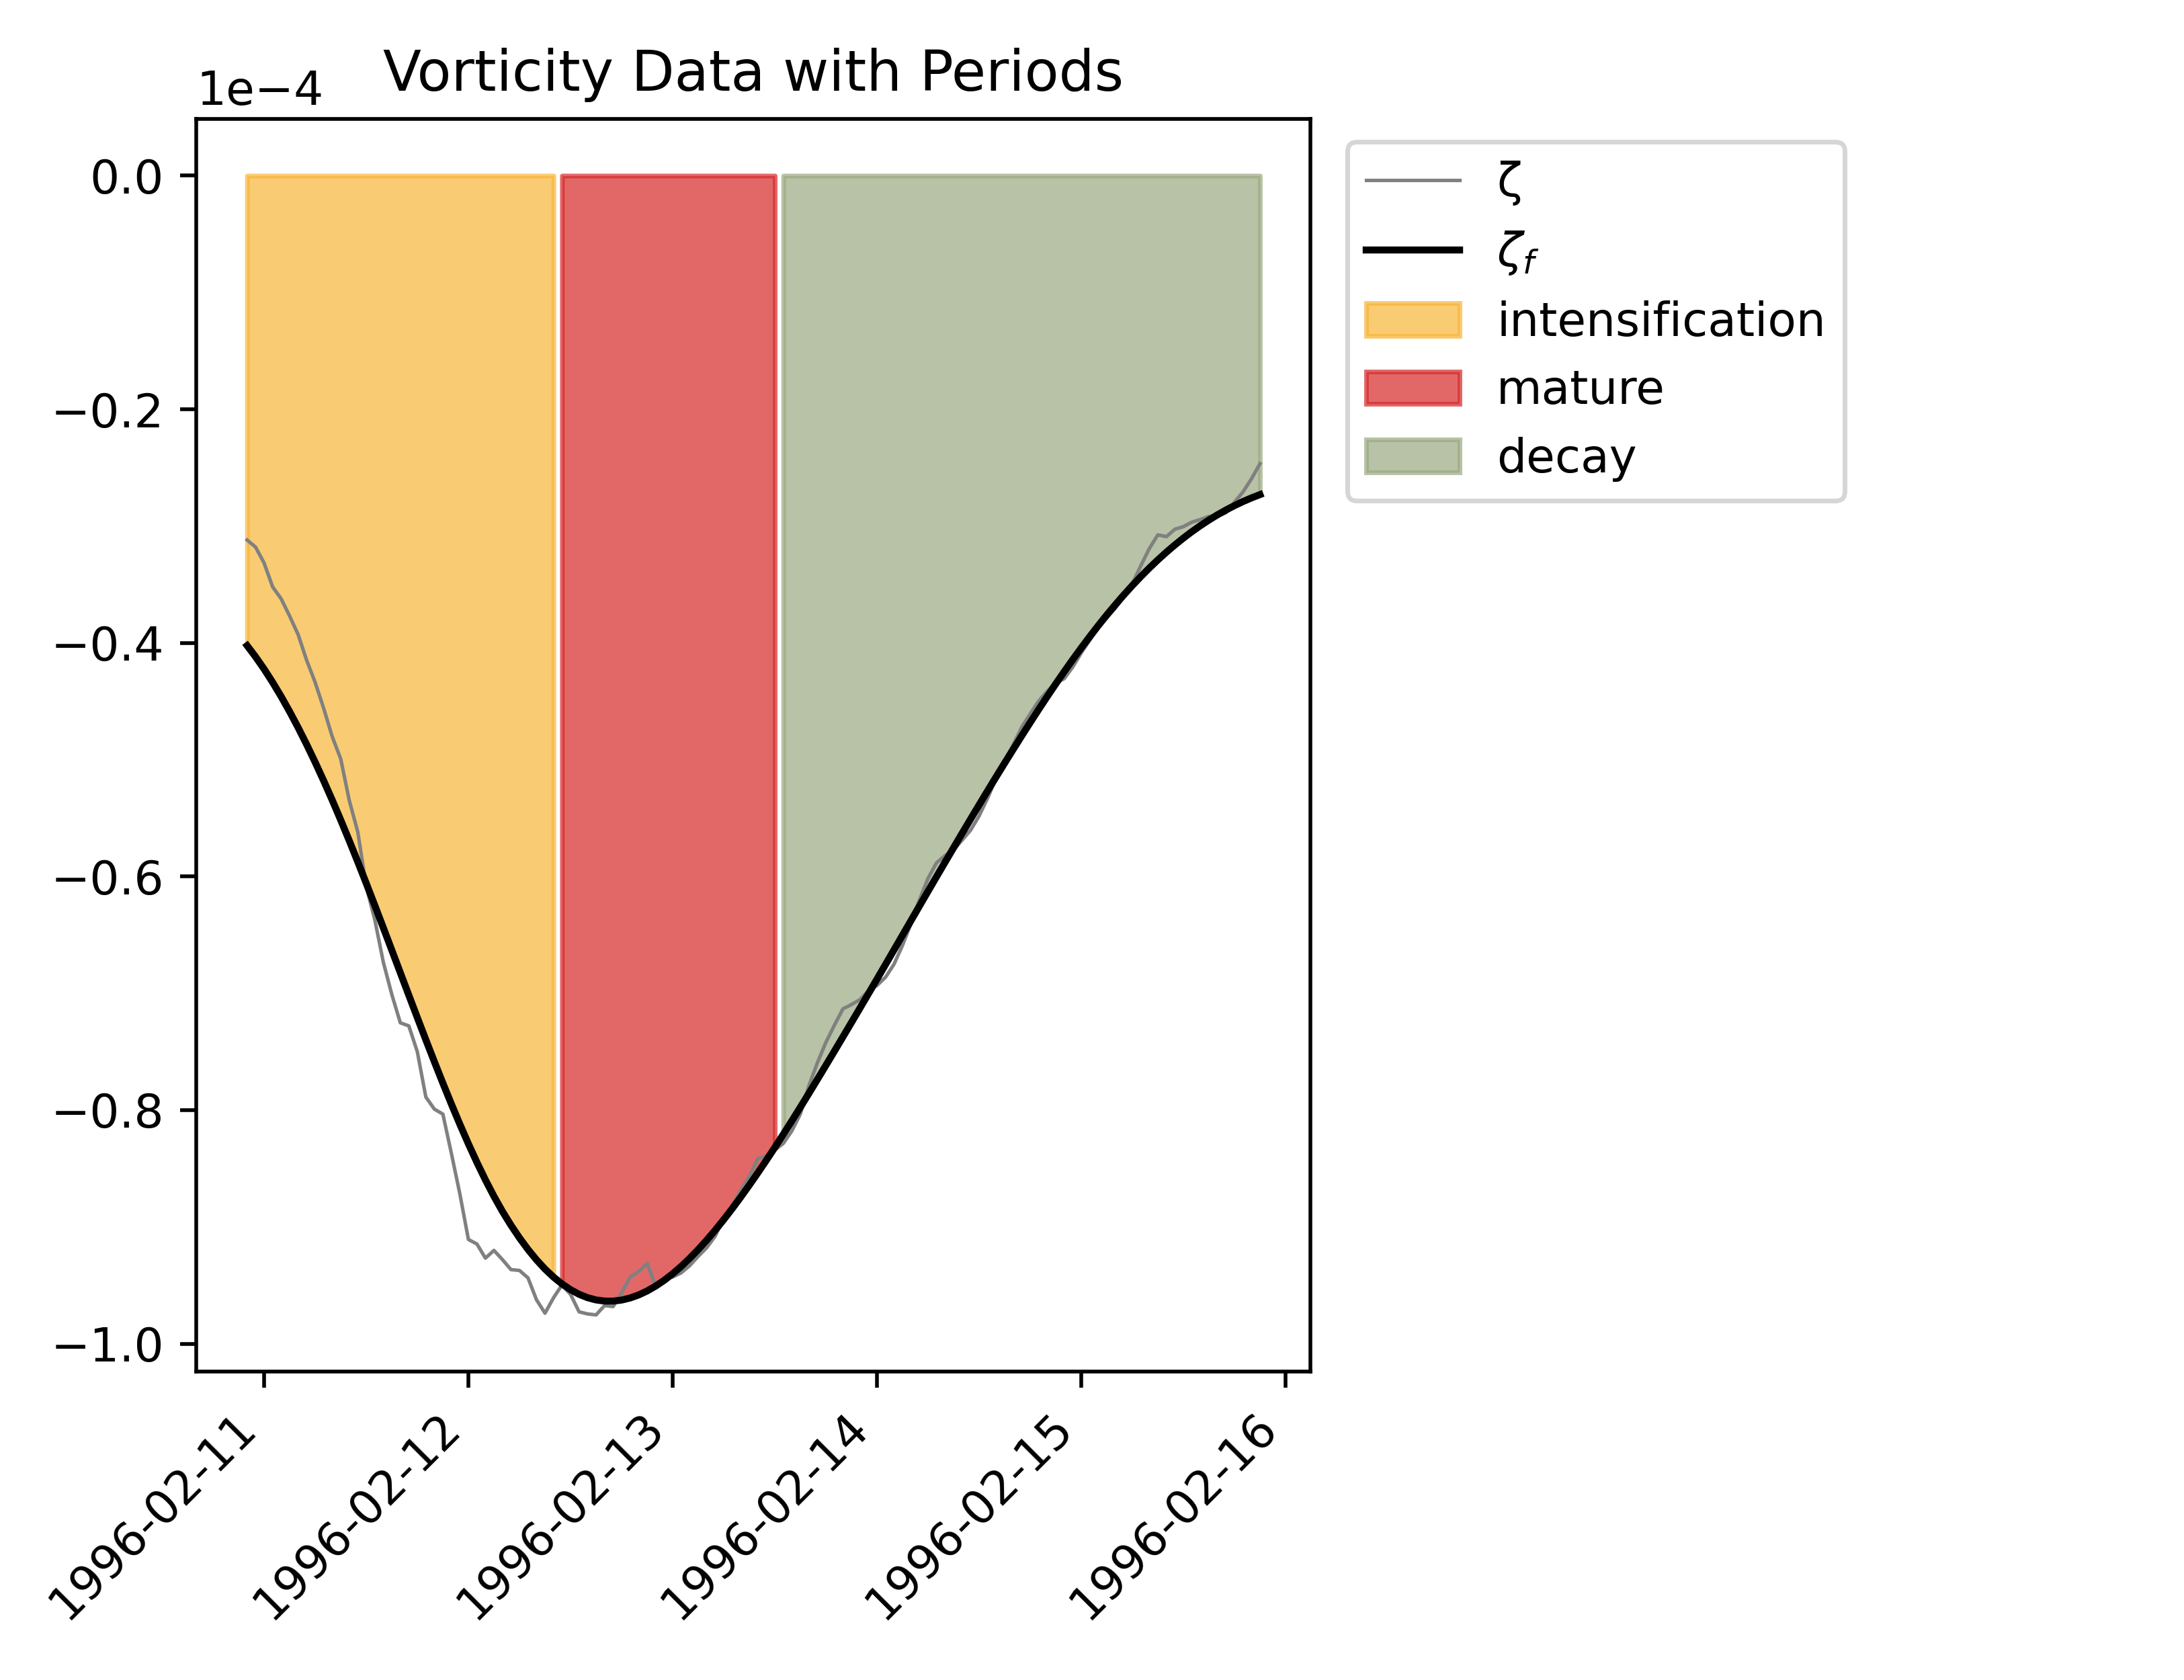 Vorticity Data with Periods
1e−4
0.0
−0.2
−0.4
−0.6
−0.8
−1.0
1996-02-11
1996-02-12
1996-02-13
1996-02-14
1996-02-15
1996-02-16
ζ
ζf
intensification
mature
decay